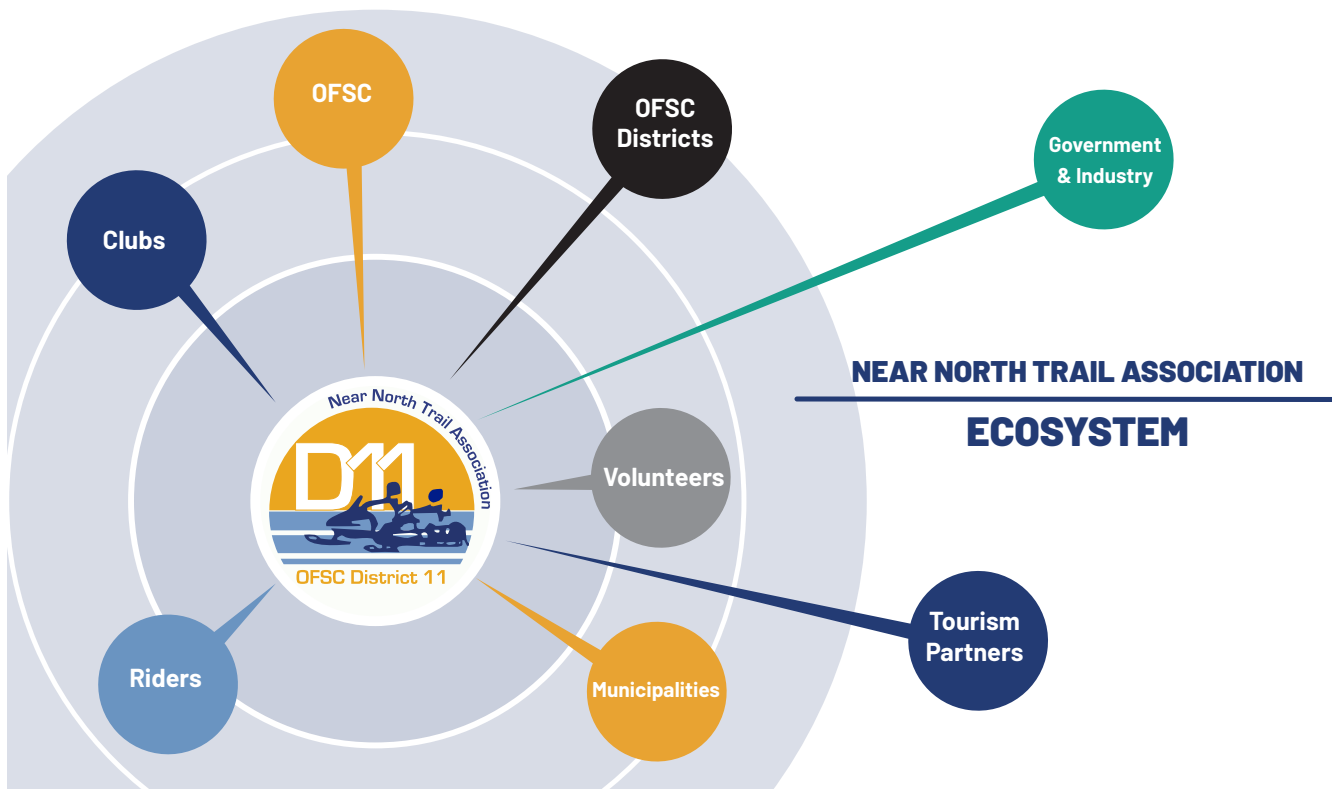 OFSC
OFSC
Districts
Government
& Industry
Clubs
NEAR NORTH TRAIL ASSOCIATION
ECOSYSTEM
Near North Trail Association
D11
OFSC District 11
Volunteers
Tourism
Partners
Riders
Municipalities